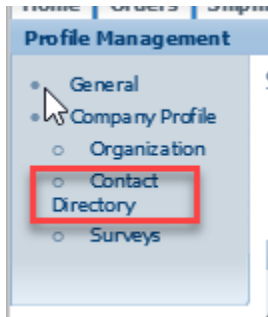 Home Orders
Profile Management
General
Company Profile
Organization
Contact
Directory
Surveys